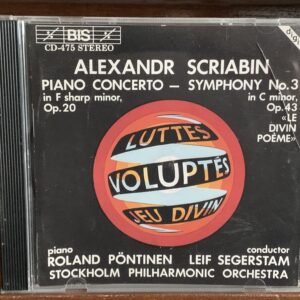 BIS
CD-475 STEREO
ALEXANDR SCRIABIN
PIANO CONCERTO – SYMPHONY No.3
in F sharp minor, in C minor,
Op.20 Op.43
«LE
DIVIN
POÈME»
LUTTES
VOLUPTÉS
JEU DIVIN
piano conductor
ROLAND PÖNTINEN LEIF SEGERSTAM
STOCKHOLM PHILHARMONIC ORCHESTRA